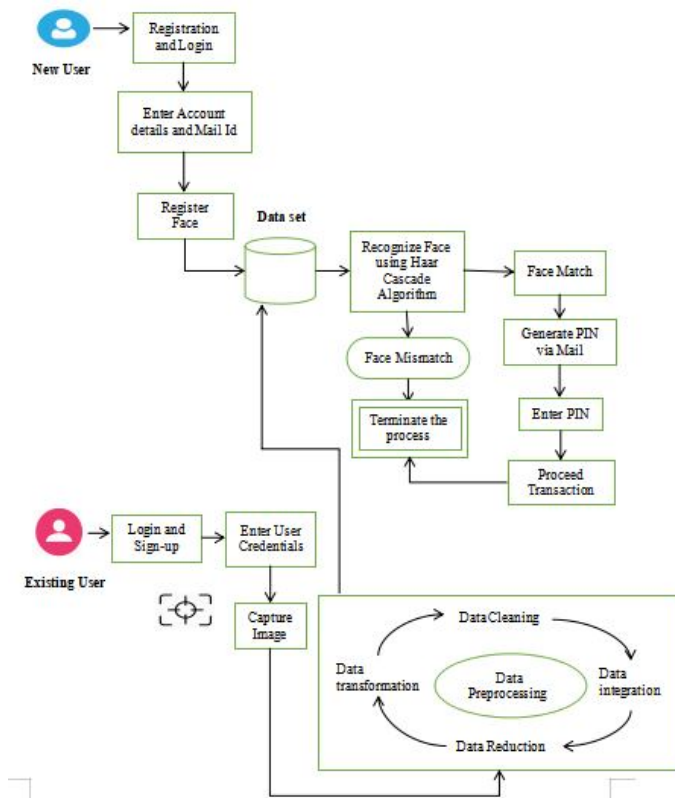 Registration
and Login
New User
Enter Account
details and Mail Id
Register
Face
Data set
Recognize Face
using Haar
Cascade
Algorithm
Face Match
Face Mismatch
Generate PIN
via Mail
Terminate the
process
Enter PIN
Proceed
Transaction
Login and
Sign-up
Enter User
Credentials
Existing User
Capture
Image
Data Cleaning
Data
transformation
Data
Preprocessing
Data
integration
Data Reduction